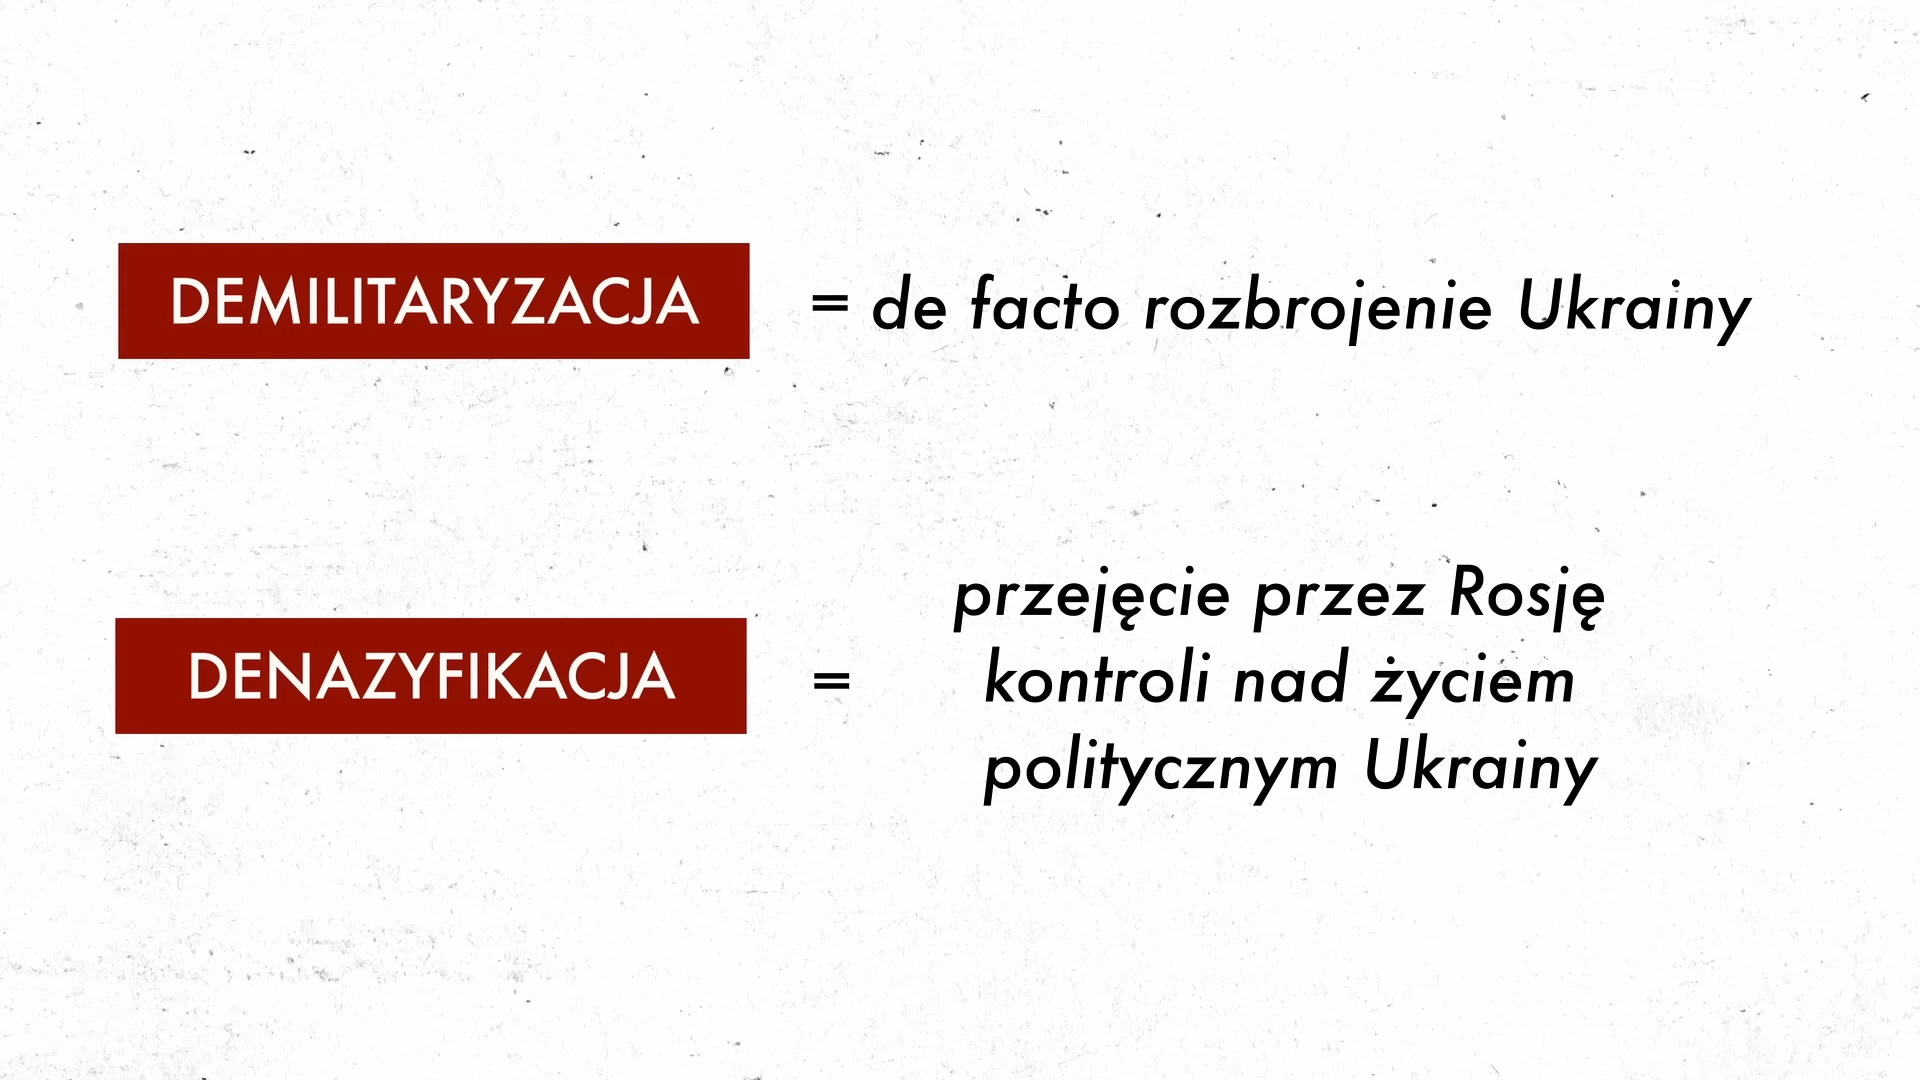 DEMILITARYZACJA = de facto rozbrojenie Ukrainy
przejęcie przez Rosję
DENAZYFIKACJA = kontroli nad życiem
politycznym Ukrainy